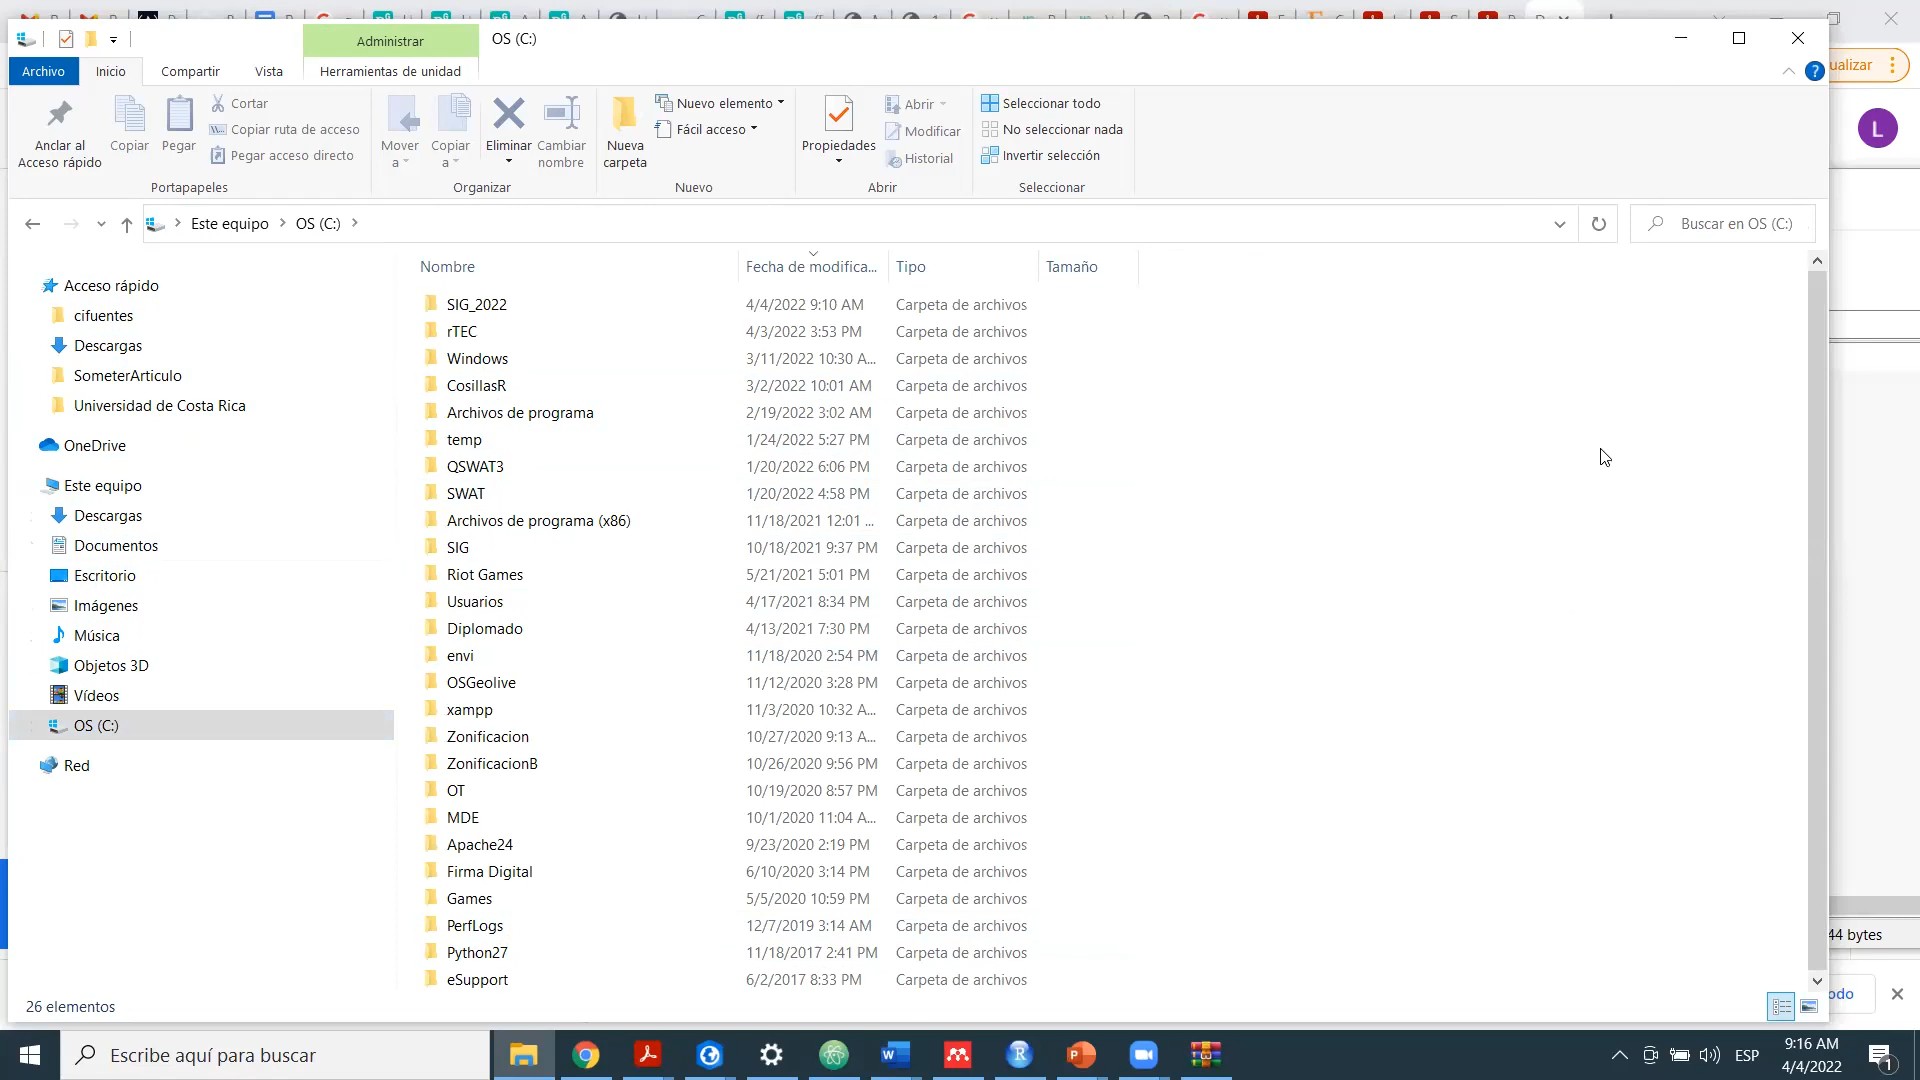 Administrar
OS (C:)
Archivo
Inicio
Compartir
Vista
Herramientas de unidad
ualizar
L
Anclar al
Acceso rápido
Copiar
Pegar
Cortar
Copiar ruta de acceso
Pegar acceso directo
Portapapeles
Mover
a
Copiar
a
Eliminar
Cambiar
nombre
Organizar
Nueva
carpeta
Nuevo elemento
Fácil acceso
Nuevo
Propiedades
Abrir
Modificar
Historial
Abrir
Seleccionar todo
No seleccionar nada
Invertir selección
Seleccionar
Este equipo > OS (C:) >
Buscar en OS (C:)
Acceso rápido
cifuentes
Descargas
SometerArticulo
Universidad de Costa Rica
OneDrive
Este equipo
Descargas
Documentos
Escritorio
Imágenes
Música
Objetos 3D
Vídeos
OS (C:)
Red
Nombre Fecha de modifica... Tipo Tamaño
SIG_2022 4/4/2022 9:10 AM Carpeta de archivos
rTEC 4/3/2022 3:53 PM Carpeta de archivos
Windows 3/11/2022 10:30 A... Carpeta de archivos
CosillasR 3/2/2022 10:01 AM Carpeta de archivos
Archivos de programa 2/19/2022 3:02 AM Carpeta de archivos
temp 1/24/2022 5:27 PM Carpeta de archivos
QSWAT3 1/20/2022 6:06 PM Carpeta de archivos
SWAT 1/20/2022 4:58 PM Carpeta de archivos
Archivos de programa (x86) 11/18/2021 12:01 ... Carpeta de archivos
SIG 10/18/2021 9:37 PM Carpeta de archivos
Riot Games 5/21/2021 5:01 PM Carpeta de archivos
Usuarios 4/17/2021 8:34 PM Carpeta de archivos
Diplomado 4/13/2021 7:30 PM Carpeta de archivos
envi 11/18/2020 2:54 PM Carpeta de archivos
OSGeolive 11/12/2020 3:28 PM Carpeta de archivos
xampp 11/3/2020 10:32 A... Carpeta de archivos
Zonificacion 10/27/2020 9:13 A... Carpeta de archivos
ZonificacionB 10/26/2020 9:56 PM Carpeta de archivos
OT 10/19/2020 8:57 PM Carpeta de archivos
MDE 10/1/2020 11:04 A... Carpeta de archivos
Apache24 9/23/2020 2:19 PM Carpeta de archivos
Firma Digital 6/10/2020 3:14 PM Carpeta de archivos
Games 5/5/2020 10:59 PM Carpeta de archivos
PerfLogs 12/7/2019 3:14 AM Carpeta de archivos
Python27 11/18/2017 2:41 PM Carpeta de archivos
eSupport 6/2/2017 8:33 PM Carpeta de archivos
44 bytes
odo
26 elementos
Escribe aquí para buscar
ESP
9:16 AM
4/4/2022
1